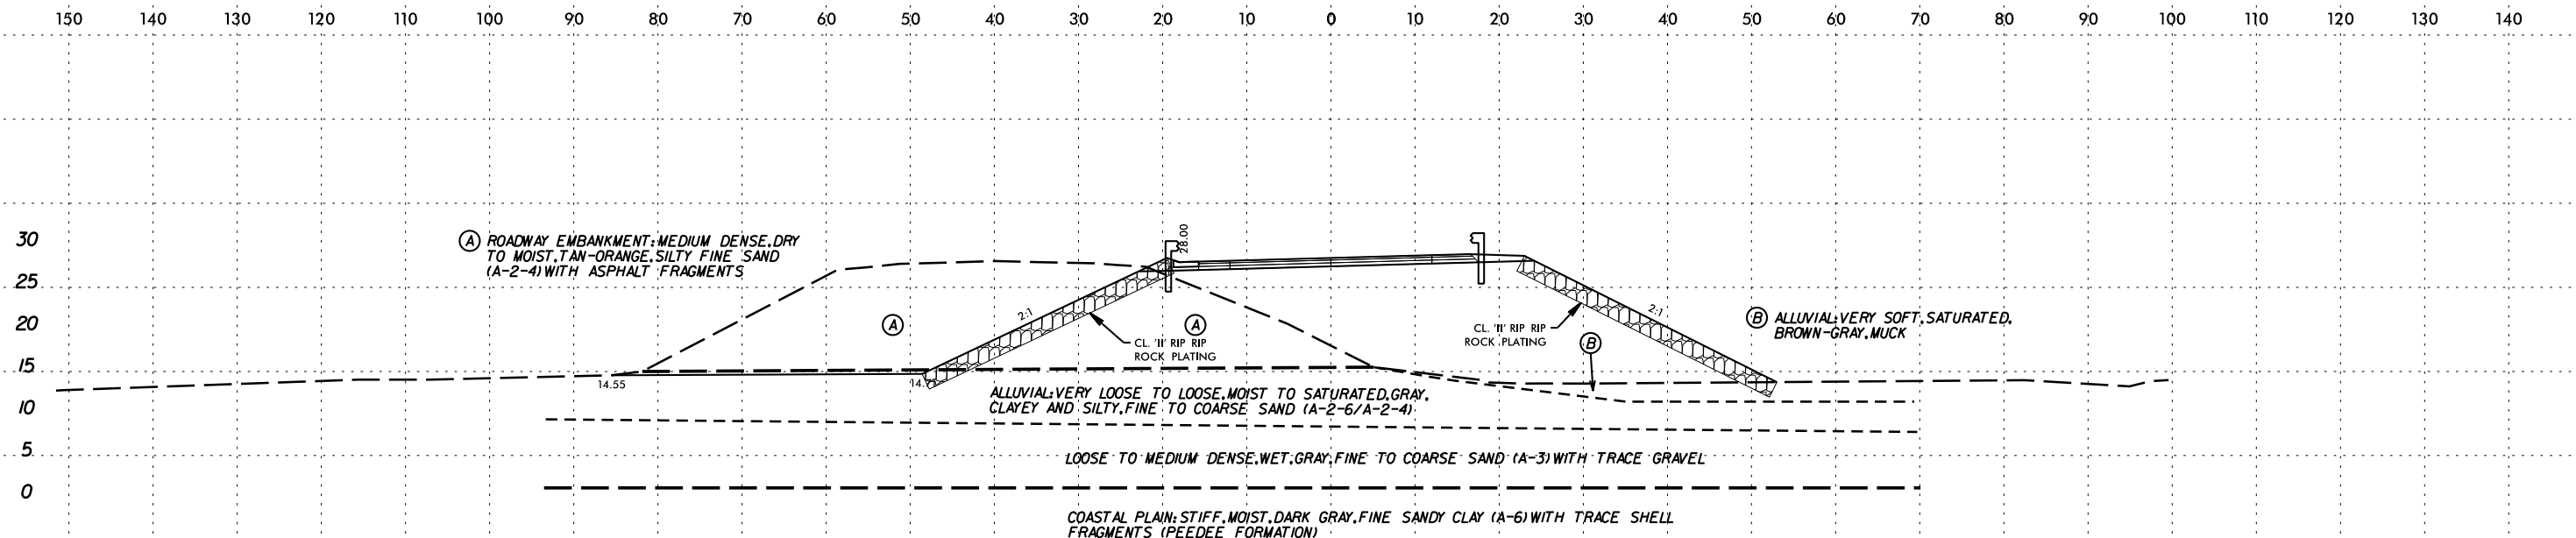 150 140 130 120 110 100 90 80 70 60 50 40 30 20 10 0 10 20 30 40 50 60 70 80 90 100 110 120 130 140
30
25
20
15
10
5
0
A ROADWAY EMBANKMENT: MEDIUM DENSE, DRY
TO MOIST, TAN-ORANGE, SILTY FINE SAND
(A-2-4) WITH ASPHALT FRAGMENTS
28.00
A
2:1
A
CL. 'II' RIP RIP
ROCK PLATING
CL. 'II' RIP RIP
ROCK PLATING
2:1
B
B ALLUVIAL: VERY SOFT, SATURATED,
BROWN-GRAY, MUCK
14.55
ALLUVIAL: VERY LOOSE TO LOOSE, MOIST TO SATURATED, GRAY,
CLAYEY AND SILTY, FINE TO COARSE SAND (A-2-6/A-2-4)
LOOSE TO MEDIUM DENSE, WET, GRAY, FINE TO COARSE SAND (A-3) WITH TRACE GRAVEL
COASTAL PLAIN: STIFF, MOIST, DARK GRAY, FINE SANDY CLAY (A-6) WITH TRACE SHELL
FRAGMENTS (PEEDEE FORMATION)